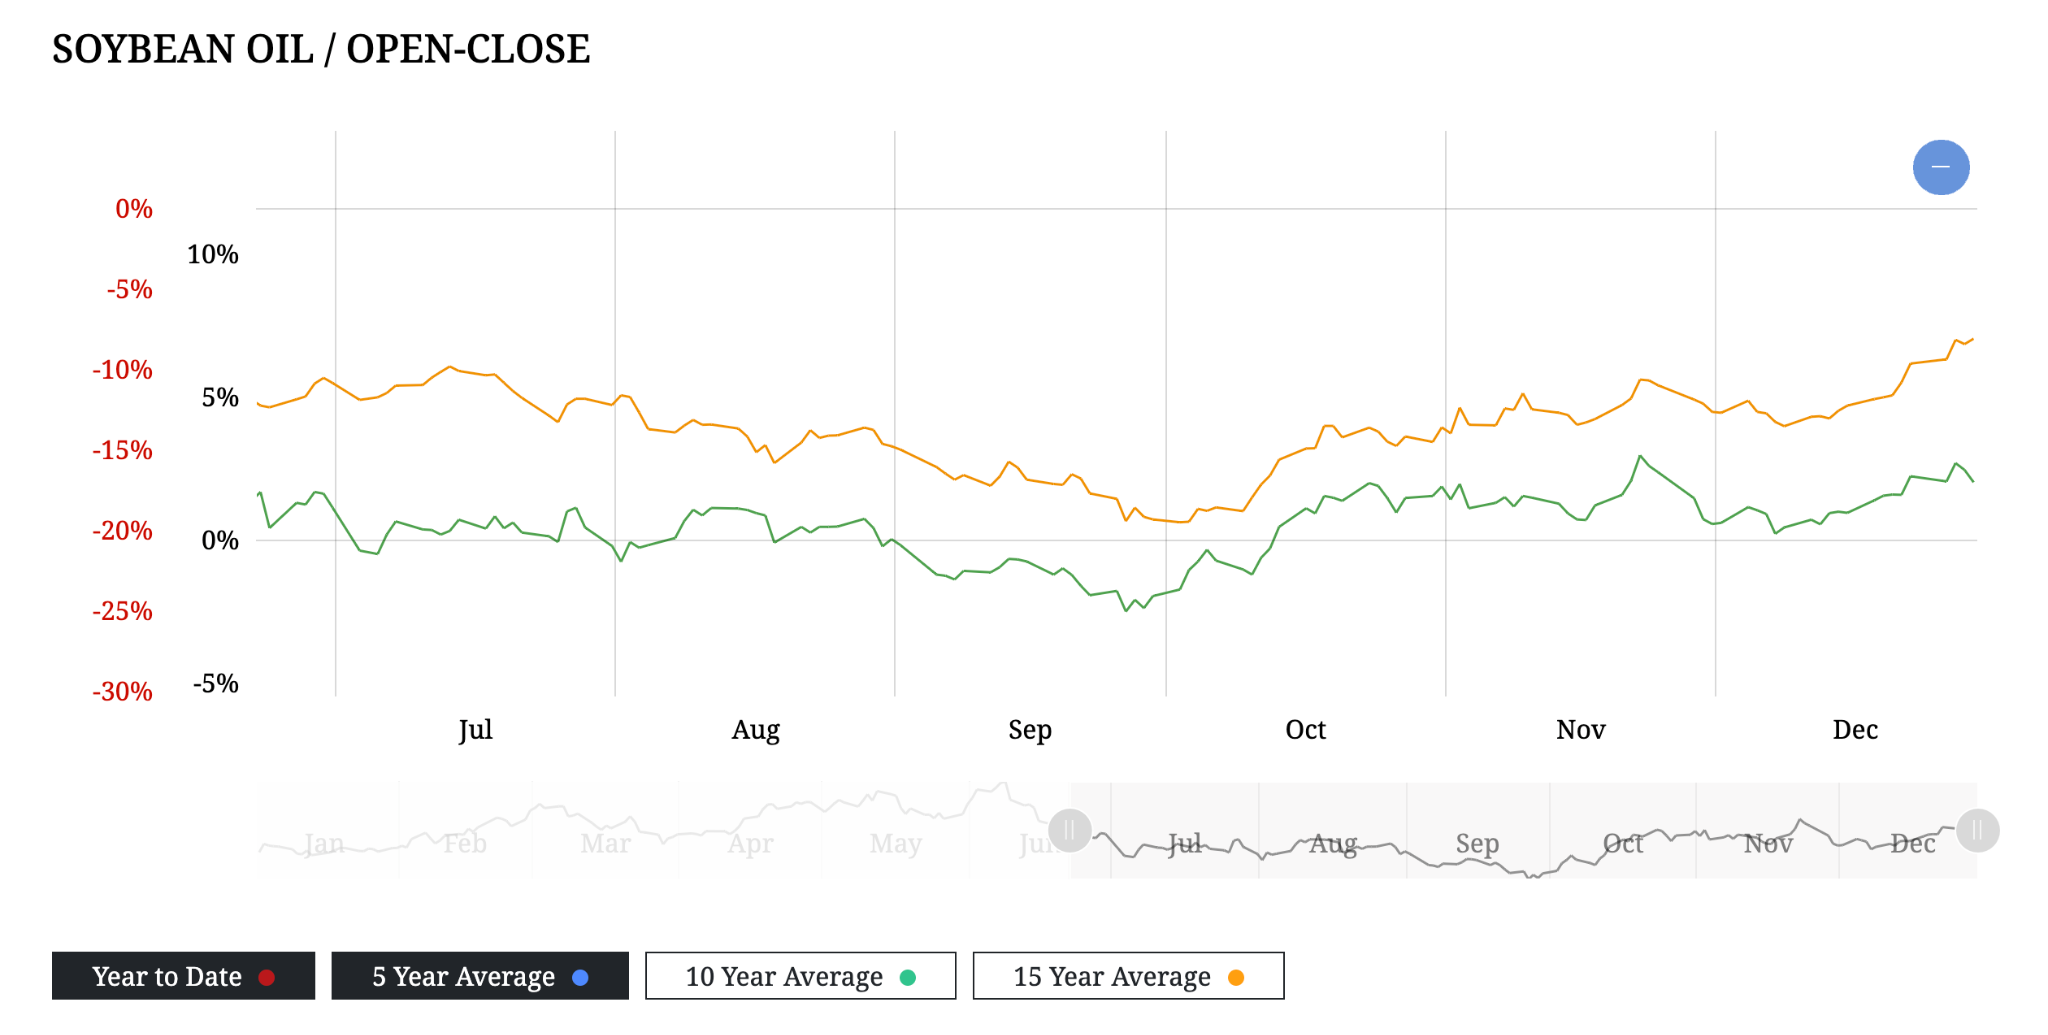 SOYBEAN OIL / OPEN-CLOSE
0%
10%
-5%
-10%
5%
-15%
-20%
0%
-25%
-5%
-30%
Jul Aug Sep Oct Nov Dec
Jan Feb Mar Apr May Jun Jul Aug Sep Oct Nov Dec
Year to Date 5 Year Average 10 Year Average 15 Year Average